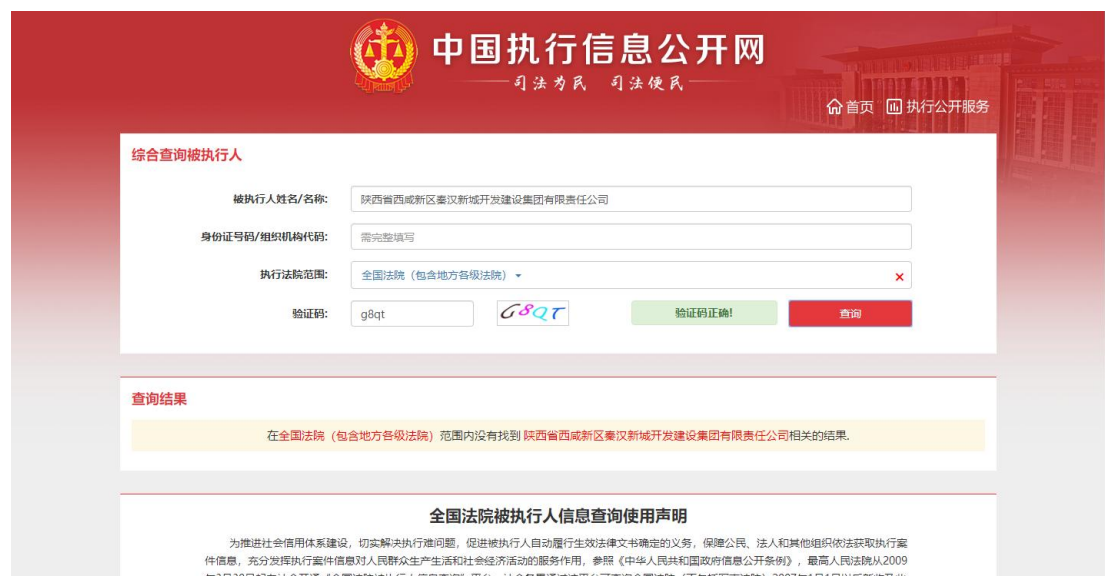 中国执行信息公开网
司法为民 司法便民
首页 执行公开服务
综合查询被执行人
被执行人姓名/名称: 陕西省西咸新区秦汉新城开发建设集团有限责任公司
身份证号码/组织机构代码: 需完整填写
执行法院范围: 全国法院（包含地方各级法院）
验证码: g8qt G8QT 验证码正确! 查询
查询结果
在全国法院（包含地方各级法院）范围内没有找到 陕西省西咸新区秦汉新城开发建设集团有限责任公司相关的结果.
全国法院被执行人信息查询使用声明
为推进社会信用体系建设，切实解决执行难问题，促进被执行人自动履行生效法律文书确定的义务，保障公民、法人和其他组织依法获取执行案
件信息，充分发挥执行案件信息对人民群众生产生活和社会经济活动的服务作用，参照《中华人民共和国政府信息公开条例》，最高人民法院从2009